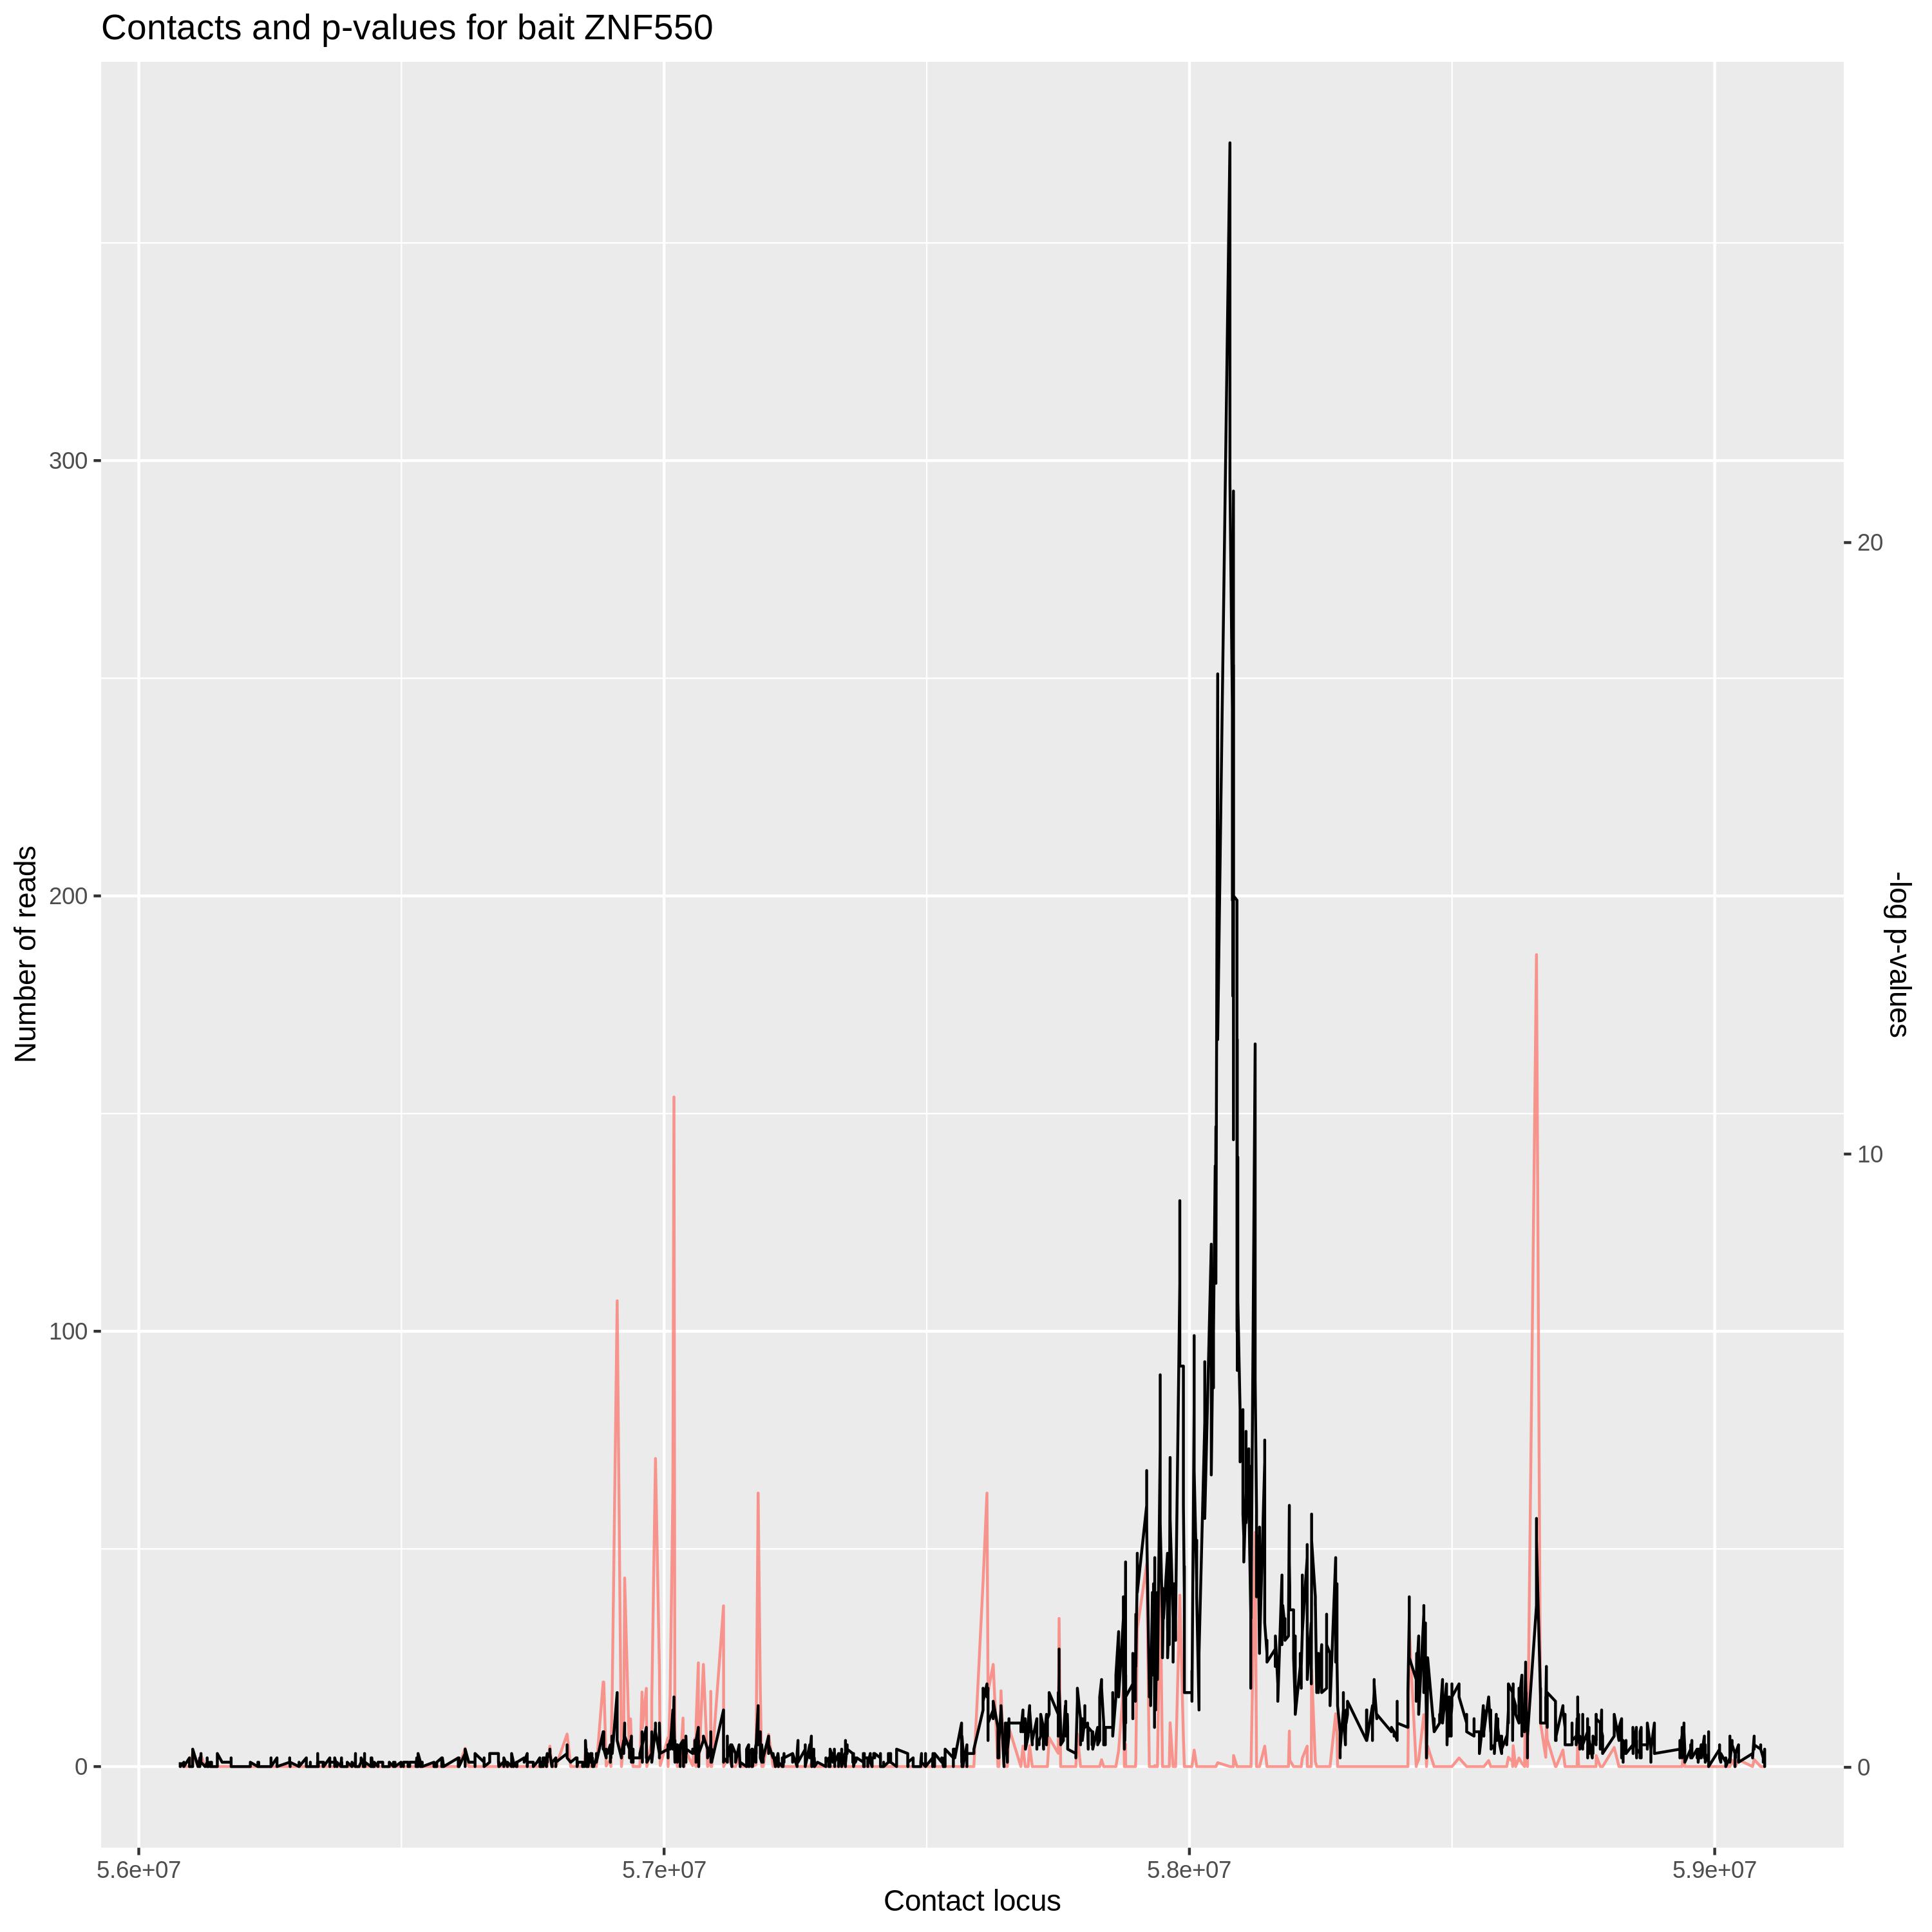 Contacts and p-values for bait ZNF550
Number of reads
300
200
100
0
20
10
0
-log p-values
5.6e+07
5.7e+07
5.8e+07
5.9e+07
Contact locus